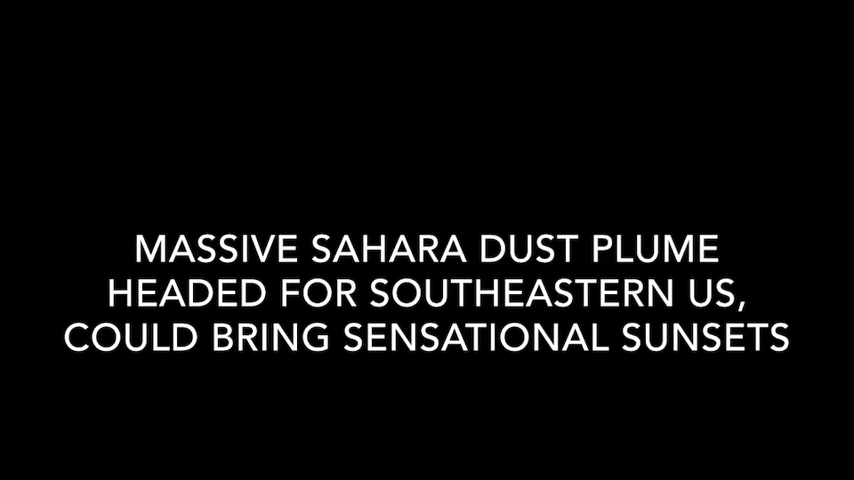 MASSIVE SAHARA DUST PLUME
HEADED FOR SOUTHEASTERN US,
COULD BRING SENSATIONAL SUNSETS